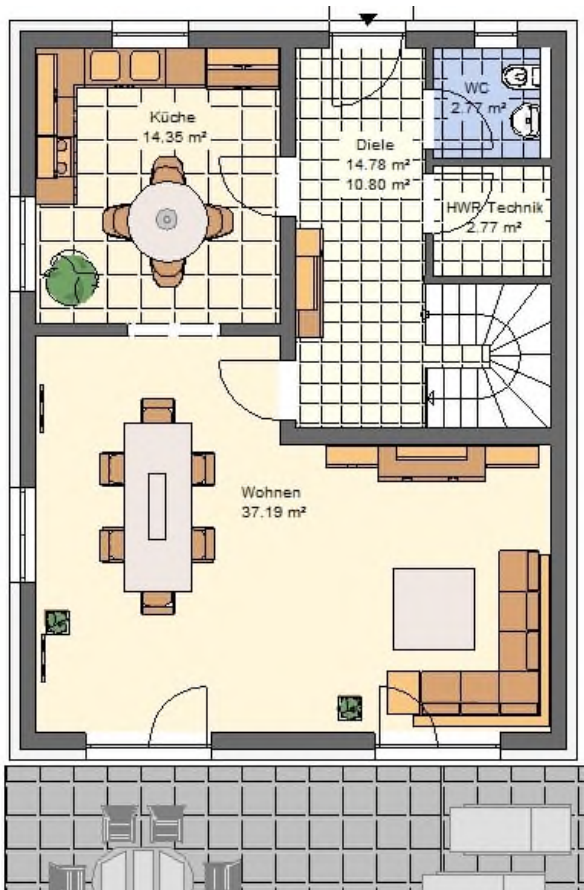 Küche
14.35 m²
Diele
14.78 m²
10.80 m²
WC
2.77 m²
HWR Technik
2.77 m²
Wohnen
37.19 m²